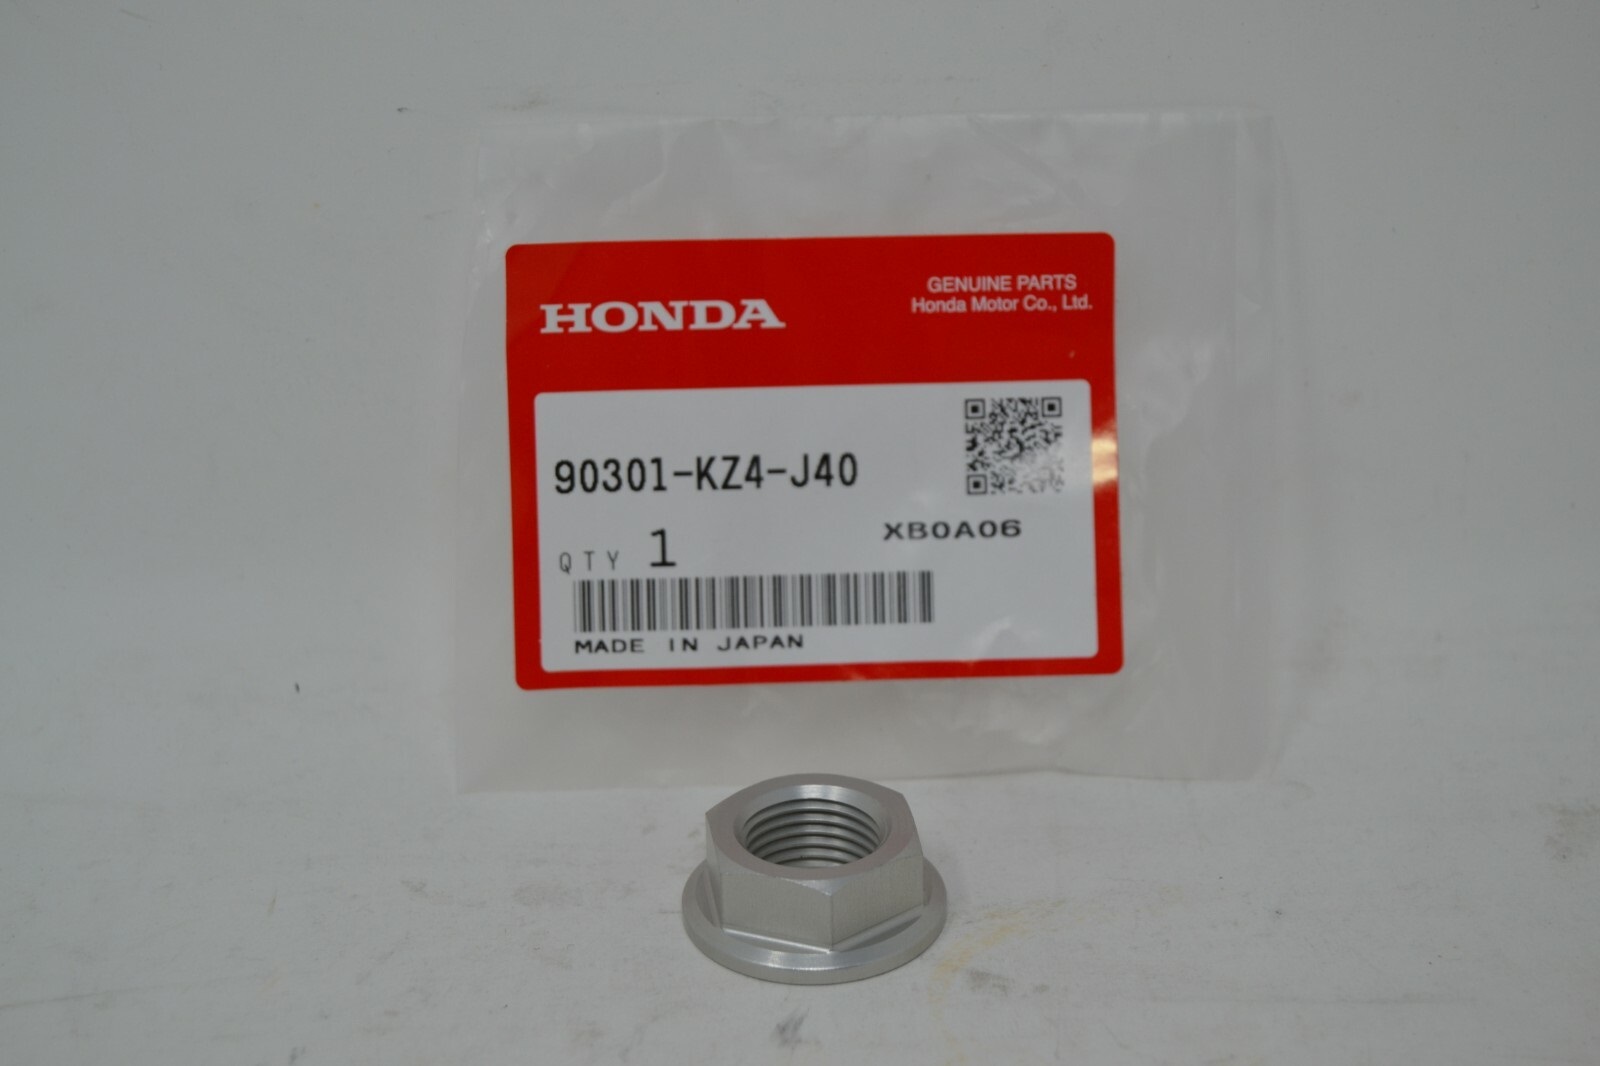 HONDA
GENUINE PARTS
Honda Motor Co., Ltd.
90301-KZ4-J40
XB0A06
QTY 1
MADE IN JAPAN